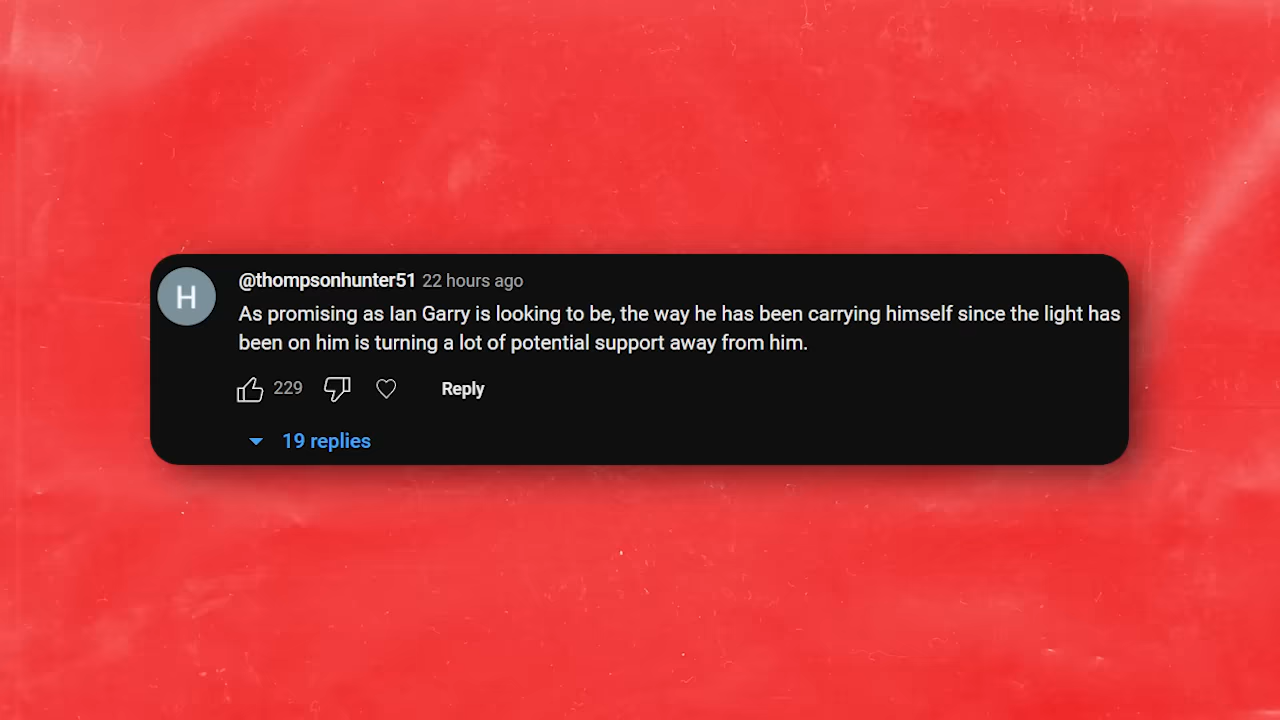 H
@thompsonhunter51 22 hours ago
As promising as Ian Garry is looking to be, the way he has been carrying himself since the light has
been on him is turning a lot of potential support away from him.
229 Reply
19 replies